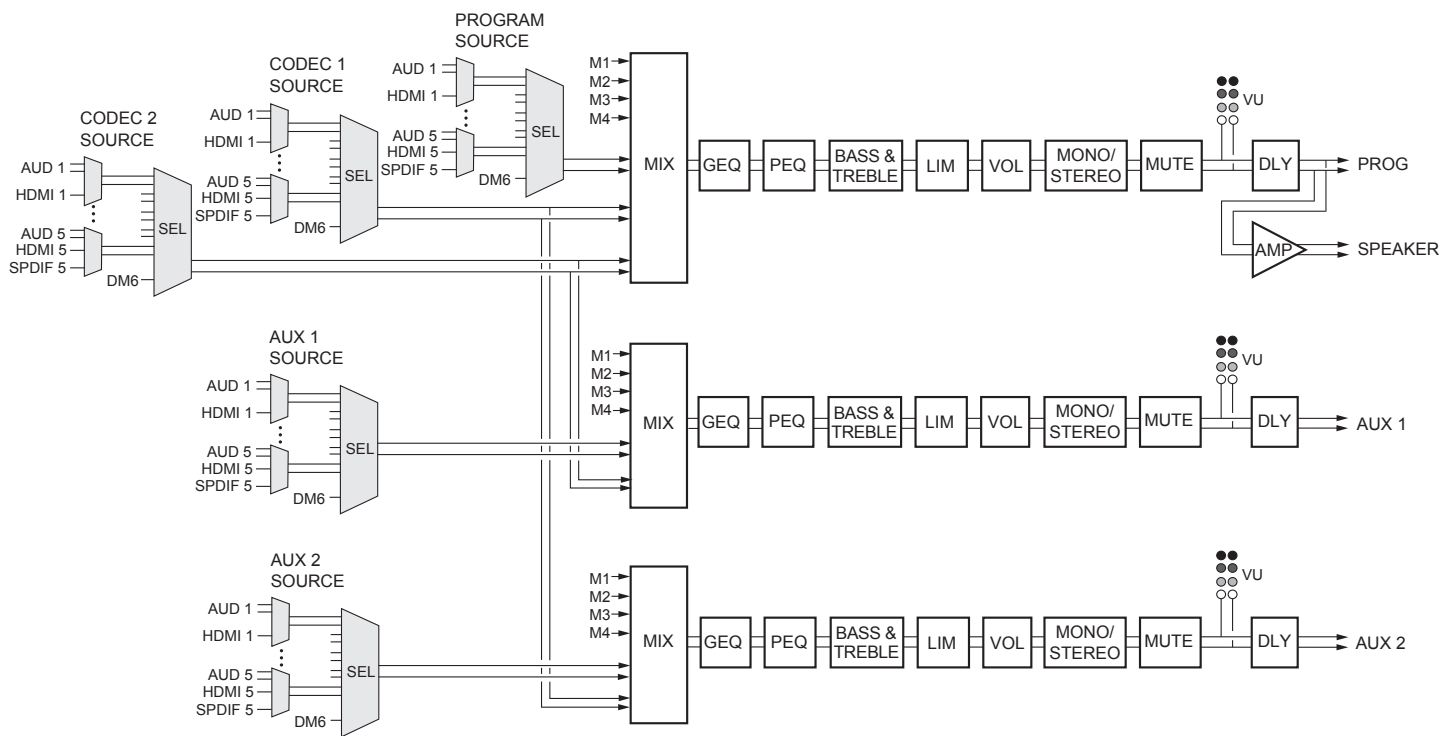 PROGRAM
SOURCE
AUD 1
HDMI 1
AUD 5
HDMI 5
SPDIF 5
DM6
SEL
CODEC 1
SOURCE
AUD 1
HDMI 1
AUD 5
HDMI 5
SPDIF 5
DM6
SEL
CODEC 2
SOURCE
AUD 1
HDMI 1
AUD 5
HDMI 5
SPDIF 5
DM6
SEL
M1
M2
M3
M4
MIX
GEQ
PEQ
BASS &
TREBLE
LIM
VOL
MONO/
STEREO
MUTE
VU
DLY
PROG
AMP
SPEAKER
AUX 1
SOURCE
AUD 1
HDMI 1
AUD 5
HDMI 5
SPDIF 5
DM6
SEL
M1
M2
M3
M4
MIX
GEQ
PEQ
BASS &
TREBLE
LIM
VOL
MONO/
STEREO
MUTE
VU
DLY
AUX 1
AUX 2
SOURCE
AUD 1
HDMI 1
AUD 5
HDMI 5
SPDIF 5
DM6
SEL
M1
M2
M3
M4
MIX
GEQ
PEQ
BASS &
TREBLE
LIM
VOL
MONO/
STEREO
MUTE
VU
DLY
AUX 2